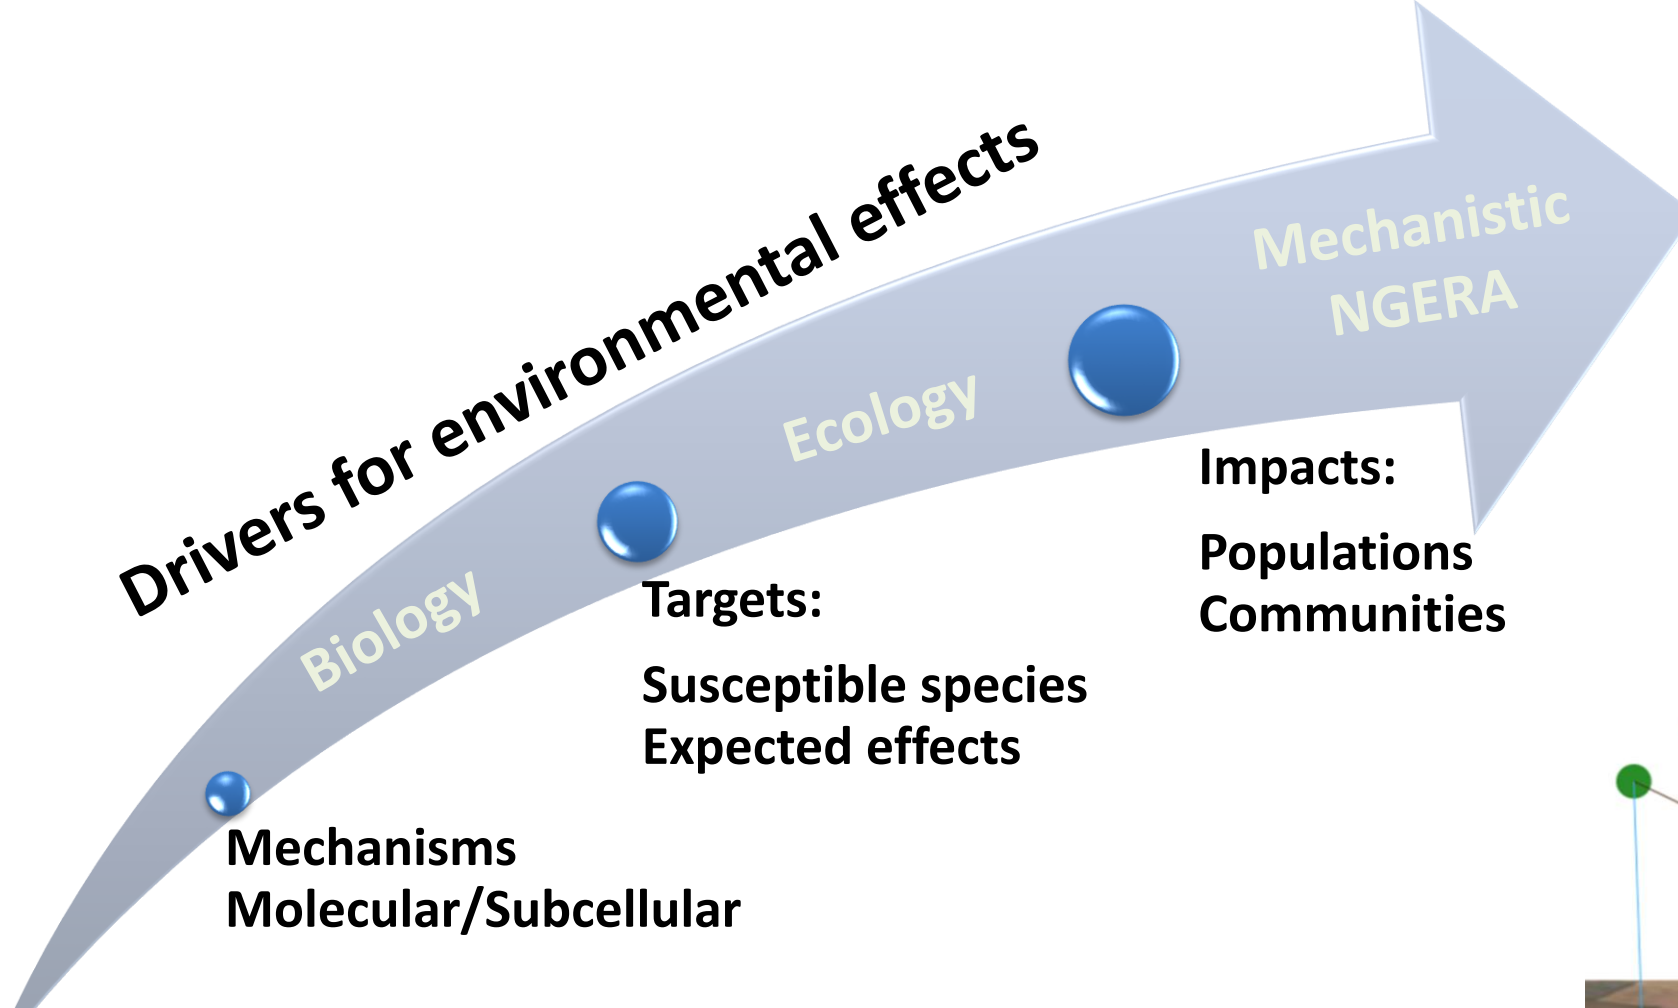 Drivers for environmental effects
Mechanistic
NGERA
Ecology
Biology
Impacts:
Populations
Communities
Targets:
Susceptible species
Expected effects
Mechanisms
Molecular/Subcellular